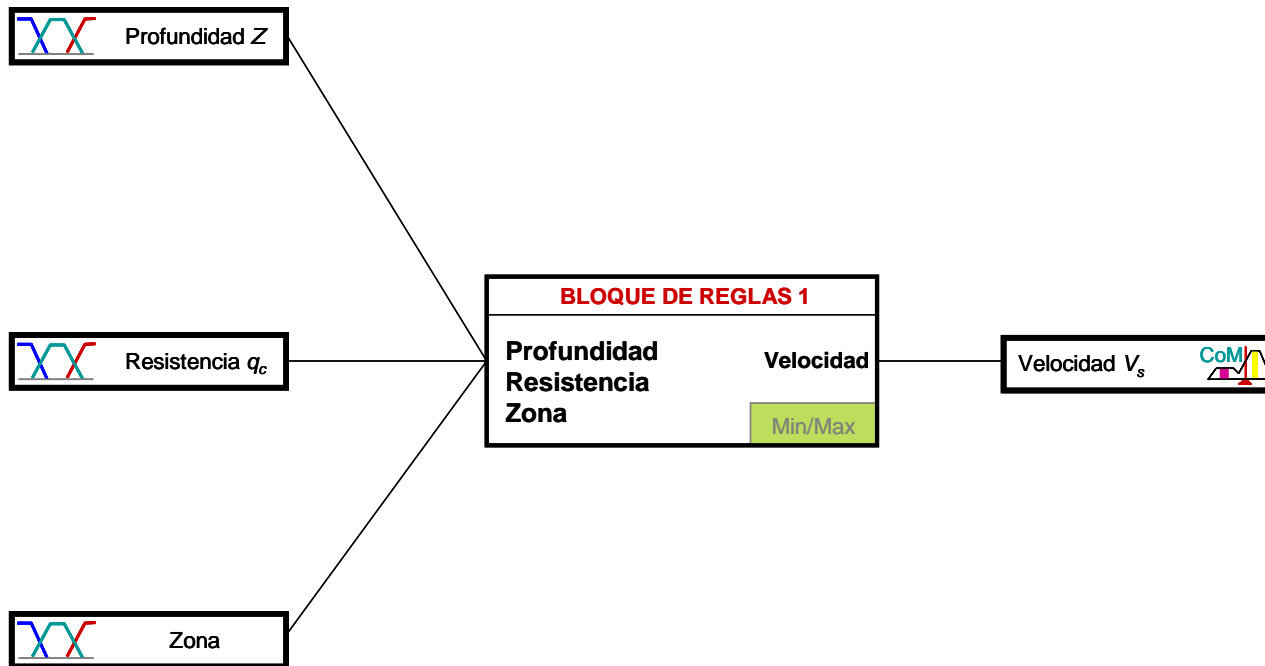 Profundidad Z
Resistencia qc
Zona
BLOQUE DE REGLAS 1
Profundidad
Resistencia
Zona
Velocidad
Min/Max
Velocidad Vs
CoM